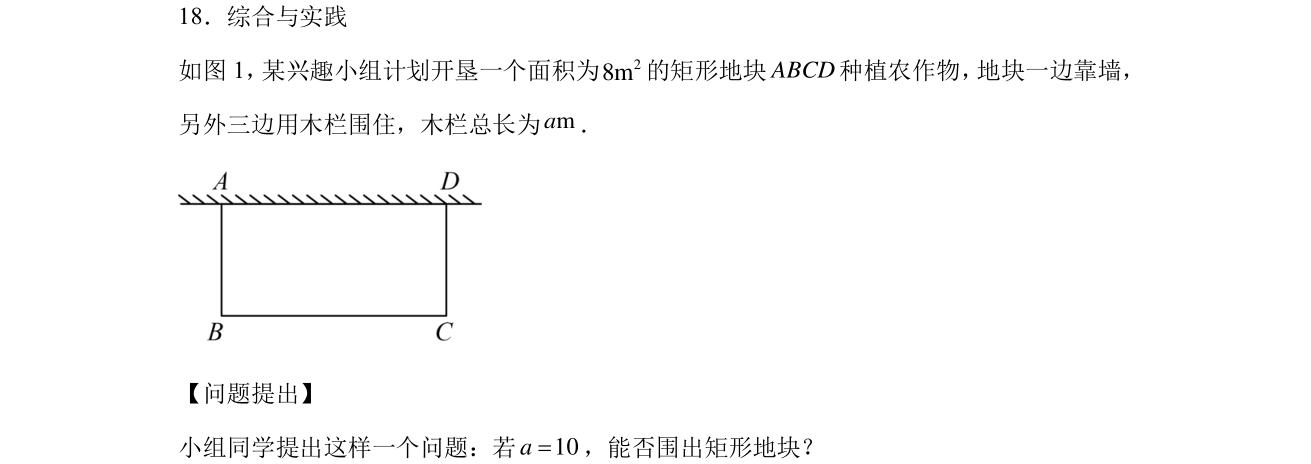 18．综合与实践
如图 1，某兴趣小组计划开垦一个面积为8m² 的矩形地块 ABCD 种植农作物，地块一边靠墙，
另外三边用木栏围住，木栏总长为am．
A D
B C
【问题提出】
小组同学提出这样一个问题：若 a =10，能否围出矩形地块？